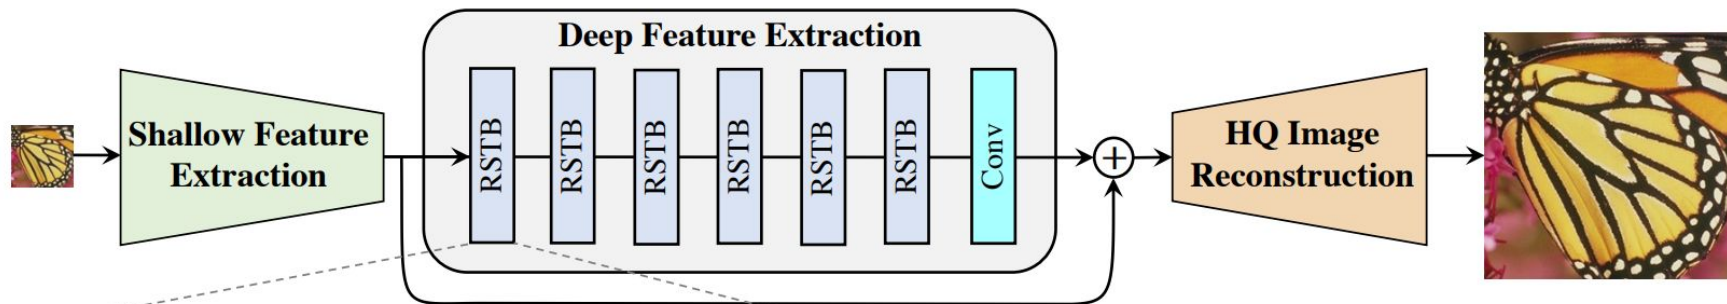 Deep Feature Extraction
Shallow Feature
Extraction
RSTB
RSTB
RSTB
RSTB
RSTB
RSTB
Conv
+
HQ Image
Reconstruction